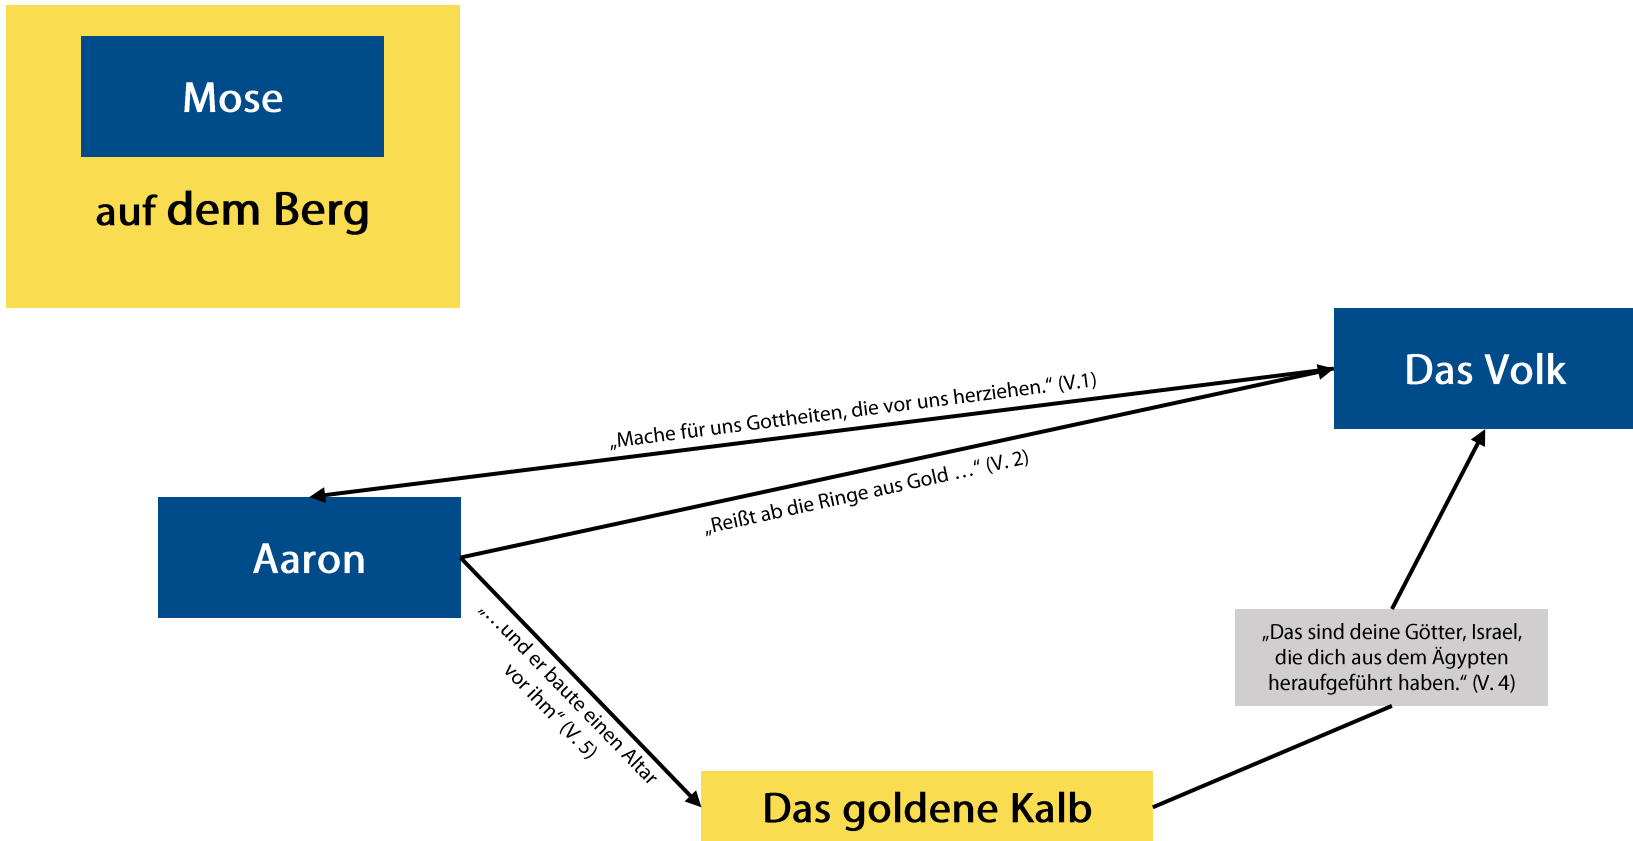 Mose
auf dem Berg
Das Volk
„Mache für uns Gottheiten, die vor uns herziehen.“ (V.1)
„Reißt ab die Ringe aus Gold …“ (V. 2)
Aaron
„…und er baute einen Altar
vor ihm“ (V. 5)
„Das sind deine Götter, Israel,
die dich aus dem Ägypten
heraufgeführt haben.“ (V. 4)
Das goldene Kalb